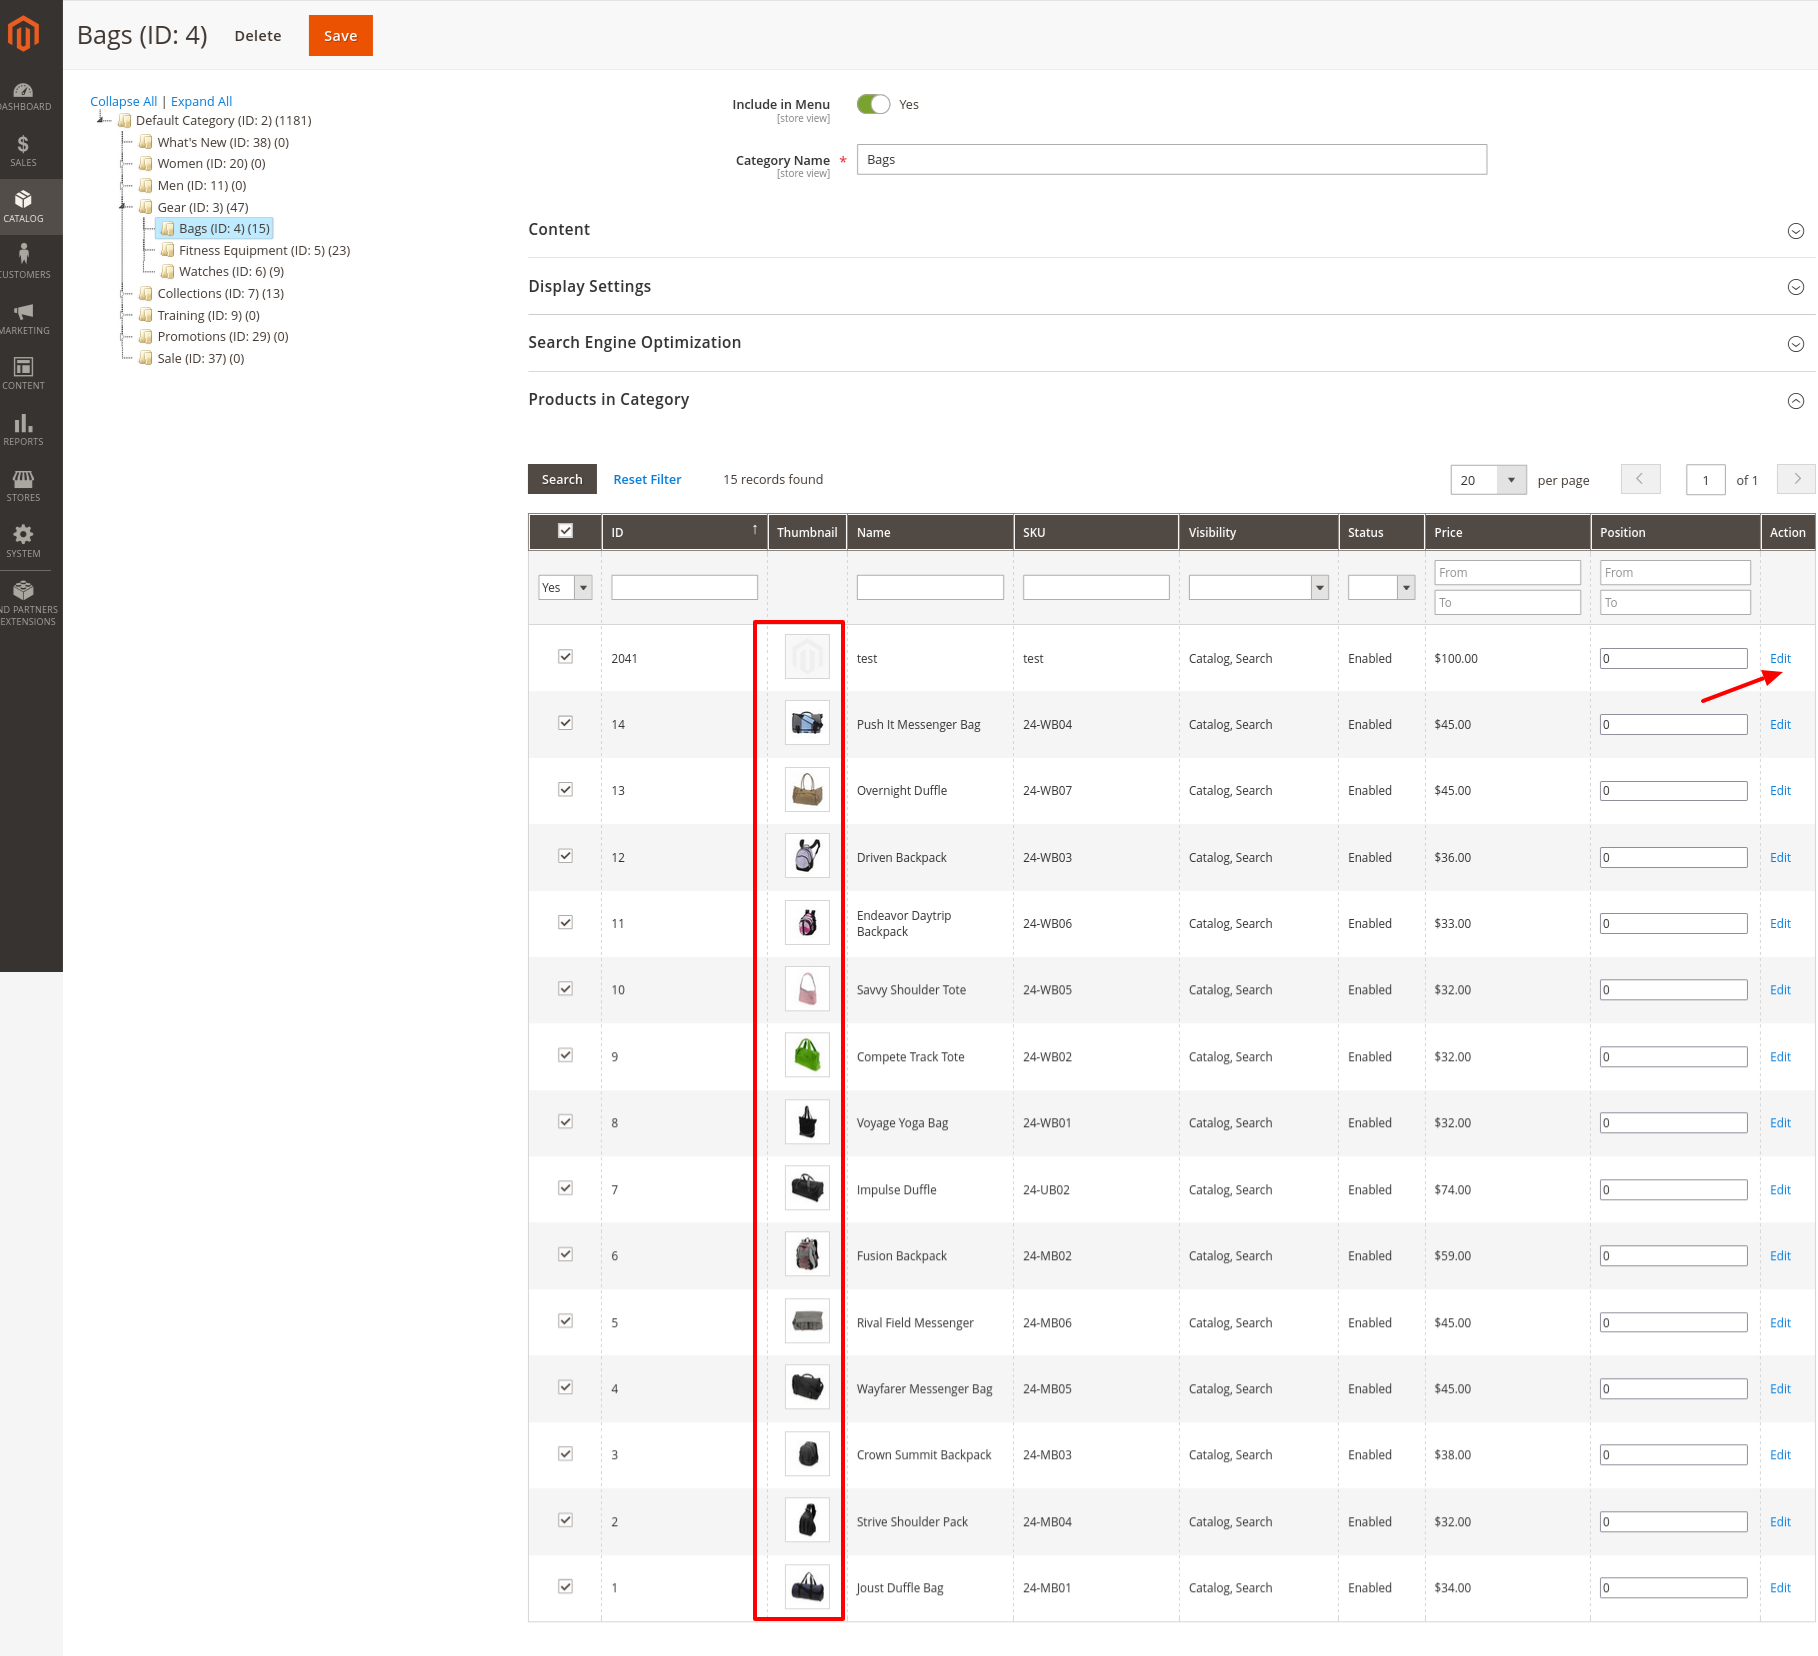 Bags (ID: 4)
Delete
Save
DASHBOARD
SALES
CATALOG
CUSTOMERS
MARKETING
CONTENT
REPORTS
STORES
SYSTEM
ND PARTNERS
EXTENSIONS
Collapse All | Expand All
Default Category (ID: 2) (1181)
What's New (ID: 38) (0)
Women (ID: 20) (0)
Men (ID: 11) (0)
Gear (ID: 3) (47)
Bags (ID: 4) (15)
Fitness Equipment (ID: 5) (23)
Watches (ID: 6) (9)
Collections (ID: 7) (13)
Training (ID: 9) (0)
Promotions (ID: 29) (0)
Sale (ID: 37) (0)
Include in Menu
[store view]
Yes
Category Name *
[store view]
Bags
Content
Display Settings
Search Engine Optimization
Products in Category
Search Reset Filter 15 records found 20 per page 1 of 1
ID ↑ Thumbnail Name SKU Visibility Status Price Position Action
Yes From From
To To
2041 test test Catalog, Search Enabled $100.00 0 Edit
14 Push It Messenger Bag 24-WB04 Catalog, Search Enabled $45.00 0 Edit
13 Overnight Duffle 24-WB07 Catalog, Search Enabled $45.00 0 Edit
12 Driven Backpack 24-WB03 Catalog, Search Enabled $36.00 0 Edit
11 Endeavor Daytrip
Backpack 24-WB06 Catalog, Search Enabled $33.00 0 Edit
10 Savvy Shoulder Tote 24-WB05 Catalog, Search Enabled $32.00 0 Edit
9 Compete Track Tote 24-WB02 Catalog, Search Enabled $32.00 0 Edit
8 Voyage Yoga Bag 24-WB01 Catalog, Search Enabled $32.00 0 Edit
7 Impulse Duffle 24-UB02 Catalog, Search Enabled $74.00 0 Edit
6 Fusion Backpack 24-MB02 Catalog, Search Enabled $59.00 0 Edit
5 Rival Field Messenger 24-MB06 Catalog, Search Enabled $45.00 0 Edit
4 Wayfarer Messenger Bag 24-MB05 Catalog, Search Enabled $45.00 0 Edit
3 Crown Summit Backpack 24-MB03 Catalog, Search Enabled $38.00 0 Edit
2 Strive Shoulder Pack 24-MB04 Catalog, Search Enabled $32.00 0 Edit
1 Joust Duffle Bag 24-MB01 Catalog, Search Enabled $34.00 0 Edit